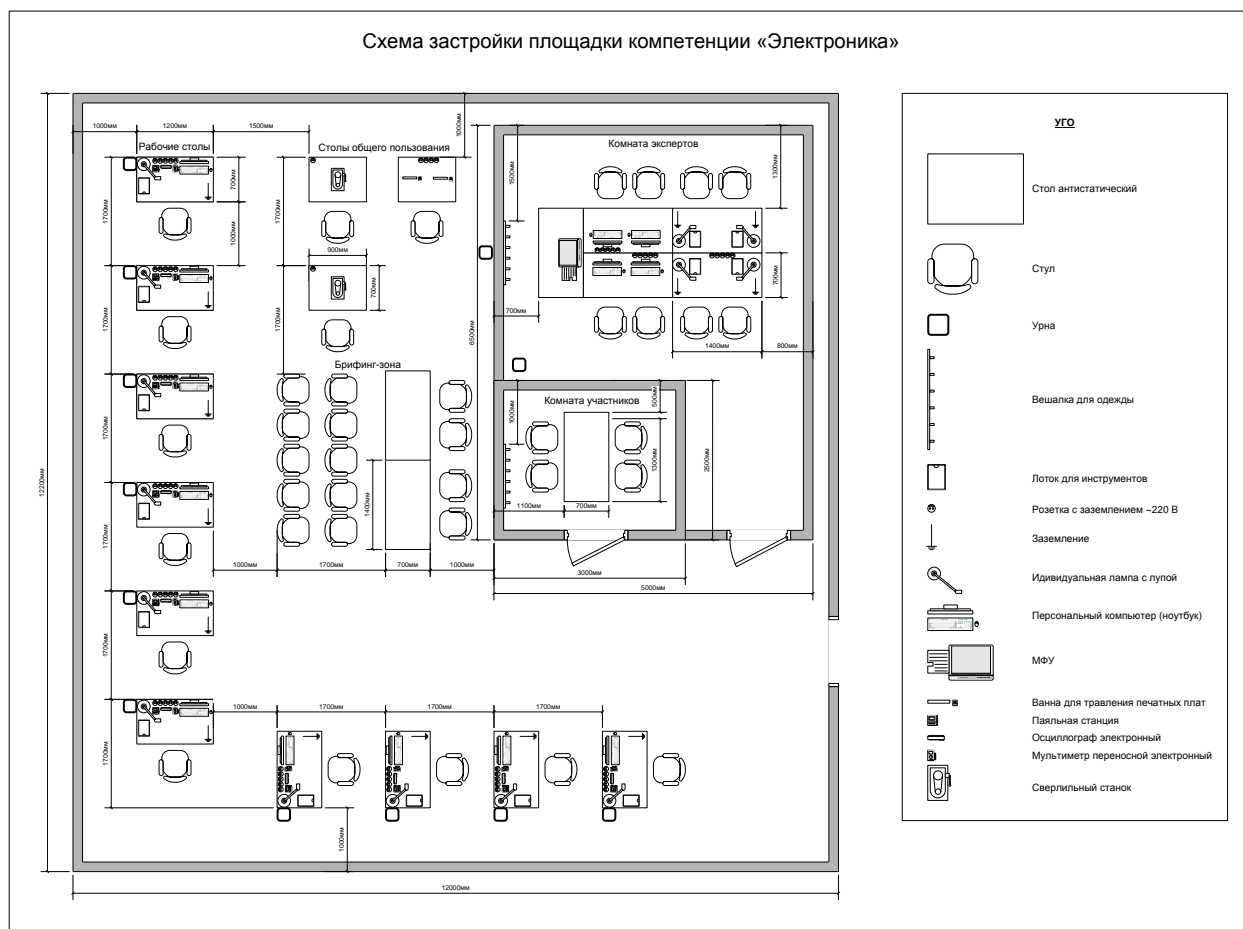 Схема застройки площадки компетенции «Электроника»
1000мм
1200мм
1500мм
1000мм
Рабочие столы
Столы общего пользования
Комната экспертов
УГО
Стол антистатический
Стул
Урна
Вешалка для одежды
Лоток для инструментов
Розетка с заземлением ~220 В
Заземление
Идивидуальная лампа с лупой
Персональный компьютер (ноутбук)
МФУ
Ванна для травления печатных плат
Паяльная станция
Осциллограф электронный
Мультиметр переносной электронный
Сверлильный станок
1700мм
700мм
1000мм
1700мм
900мм
700мм
1700мм
6500мм
1500мм
1300мм
700мм
700мм
1400мм
800мм
1700мм
Брифинг-зона
Комната участников
1700мм
1000мм
500мм
1300мм
2500мм
1400мм
1100мм
700мм
12200мм
1700мм
1000мм
1700мм
700мм
1000мм
3000мм
5000мм
1700мм
1000мм
1700мм
1700мм
1700мм
1700мм
1000мм
12000мм